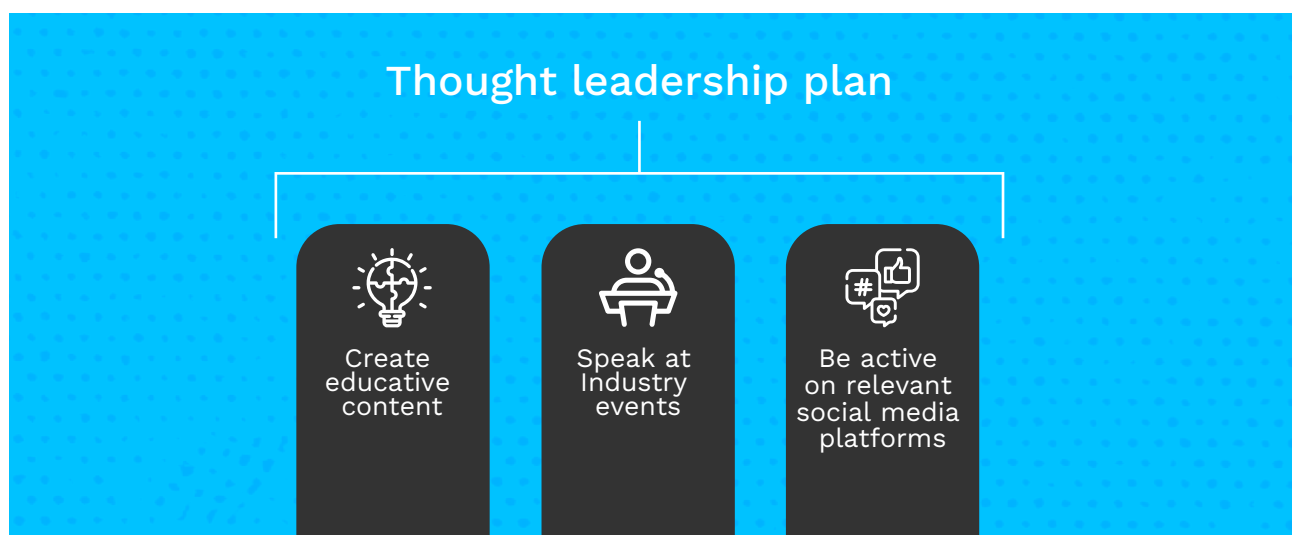 Thought leadership plan
Create
educative
content
Speak at
Industry
events
#
Be active
on relevant
social media
platforms